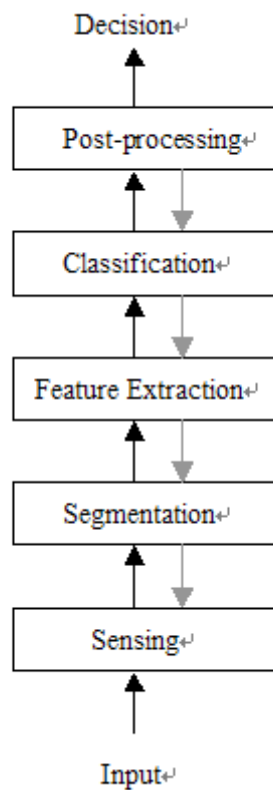 Decision↵
Post-processing↵
Classification↵
Feature Extraction↵
Segmentation↵
Sensing↵
Input↵